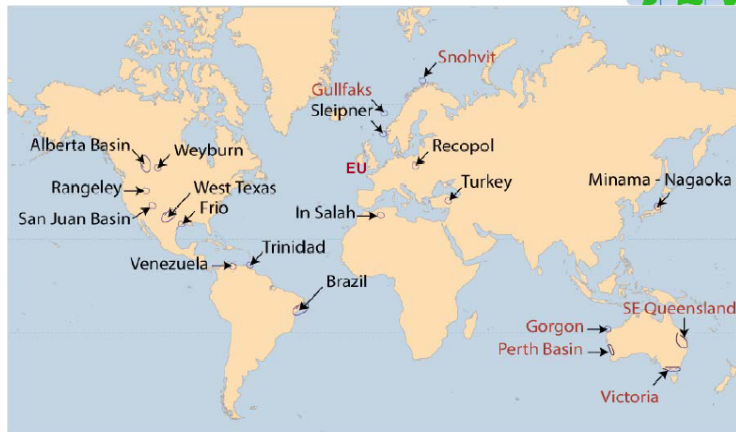 Snohvit
Gullfaks
Sleipner
Alberta Basin
Weyburn
EU
Recopol
Rangeley
West Texas
Turkey
Minama - Nagaoka
San Juan Basin
Frio
In Salah
Trinidad
Venezuela
Brazil
SE Queensland
Gorgon
Perth Basin
Victoria